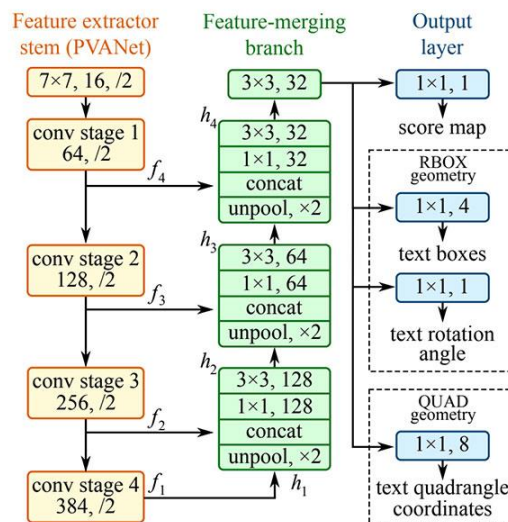 Feature extractor
stem (PVANet)
7×7, 16, /2
conv stage 1
64, /2
f4
conv stage 2
128, /2
f3
conv stage 3
256, /2
f2
conv stage 4
384, /2
f1
Feature-merging
branch
3×3, 32
h4
3×3, 32
1×1, 32
concat
unpool, ×2
h3
3×3, 64
1×1, 64
concat
unpool, ×2
h2
3×3, 128
1×1, 128
concat
unpool, ×2
h1
Output
layer
1×1, 1
score map
RBOX
geometry
1×1, 4
text boxes
1×1, 1
text rotation
angle
QUAD
geometry
1×1, 8
text quadrangle
coordinates